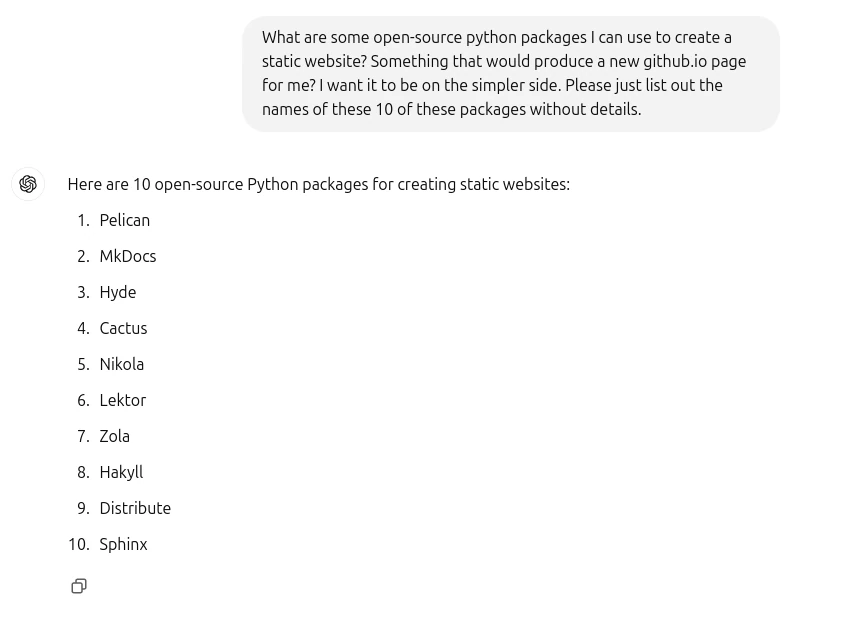 What are some open-source python packages I can use to create a
static website? Something that would produce a new github.io page
for me? I want it to be on the simpler side. Please just list out the
names of these 10 of these packages without details.
Here are 10 open-source Python packages for creating static websites:
1. Pelican
2. MkDocs
3. Hyde
4. Cactus
5. Nikola
6. Lektor
7. Zola
8. Hakyll
9. Distribute
10. Sphinx